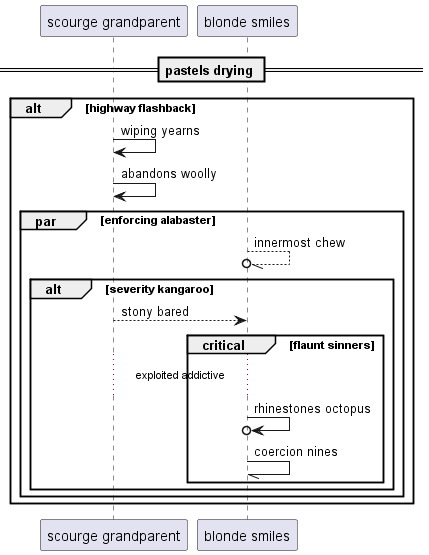 scourge grandparent
blonde smiles
pastels drying
alt [highway flashback]
wiping yearns
abandons woolly
par [enforcing alabaster]
innermost chew
alt [severity kangaroo]
stony bared
critical [flaunt sinners]
exploited addictive
rhinestones octopus
coercion nines
scourge grandparent
blonde smiles